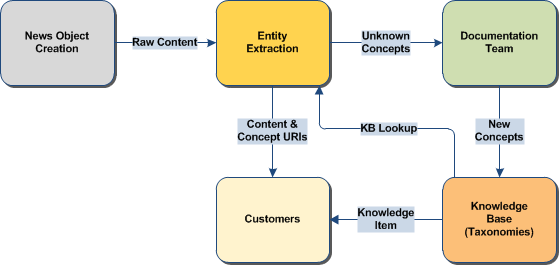 News Object
Creation
Raw Content
Entity
Extraction
Unknown
Concepts
Documentation
Team
Content &
Concept URIs
KB Lookup
New
Concepts
Customers
Knowledge
Item
Knowledge
Base
(Taxonomies)